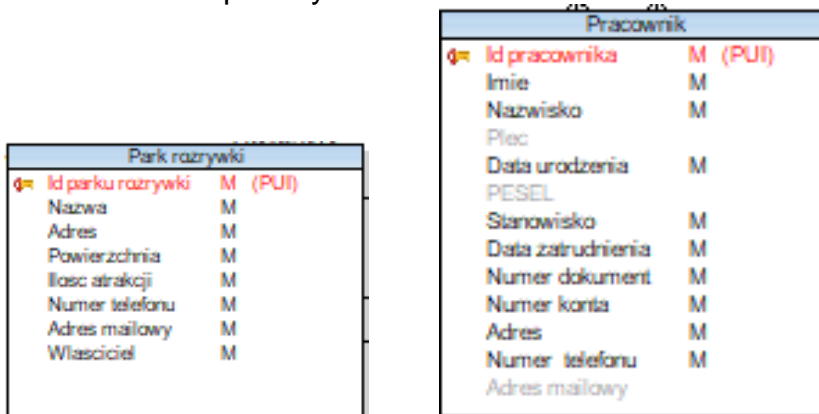 Park rozrywki
Id parku rozrywki M (PUI)
Nazwa M
Adres M
Powierzchnia M
Ilosc atrakcji M
Numer telefonu M
Adres mailowy M
Wlasciciel M
Pracownik
Id pracownika M (PUI)
Imie M
Nazwisko M
Plec
Data urodzenia M
PESEL
Stanowisko M
Data zatrudnienia M
Numer dokument M
Numer konta M
Adres M
Numer telefonu M
Adres mailowy